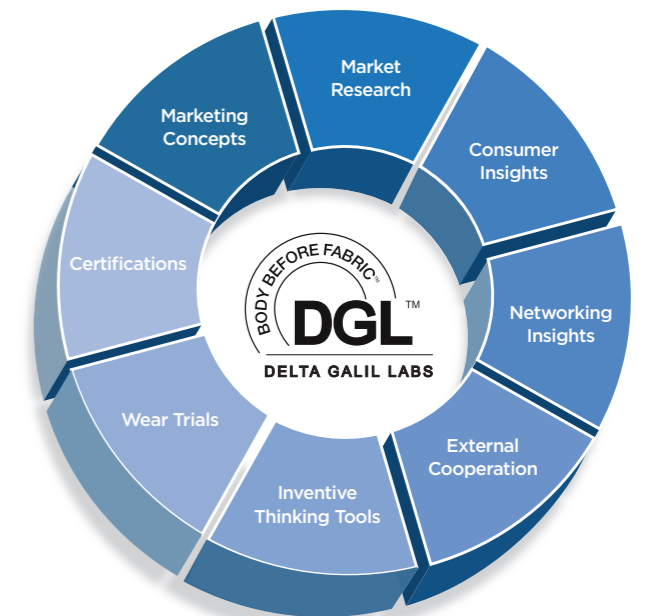 Market
Research
Consumer
Insights
Networking
Insights
External
Cooperation
Inventive
Thinking Tools
Wear Trials
Certifications
Marketing
Concepts
BODY BEFORE FABRIC™
DGL™
DELTA GALIL LABS